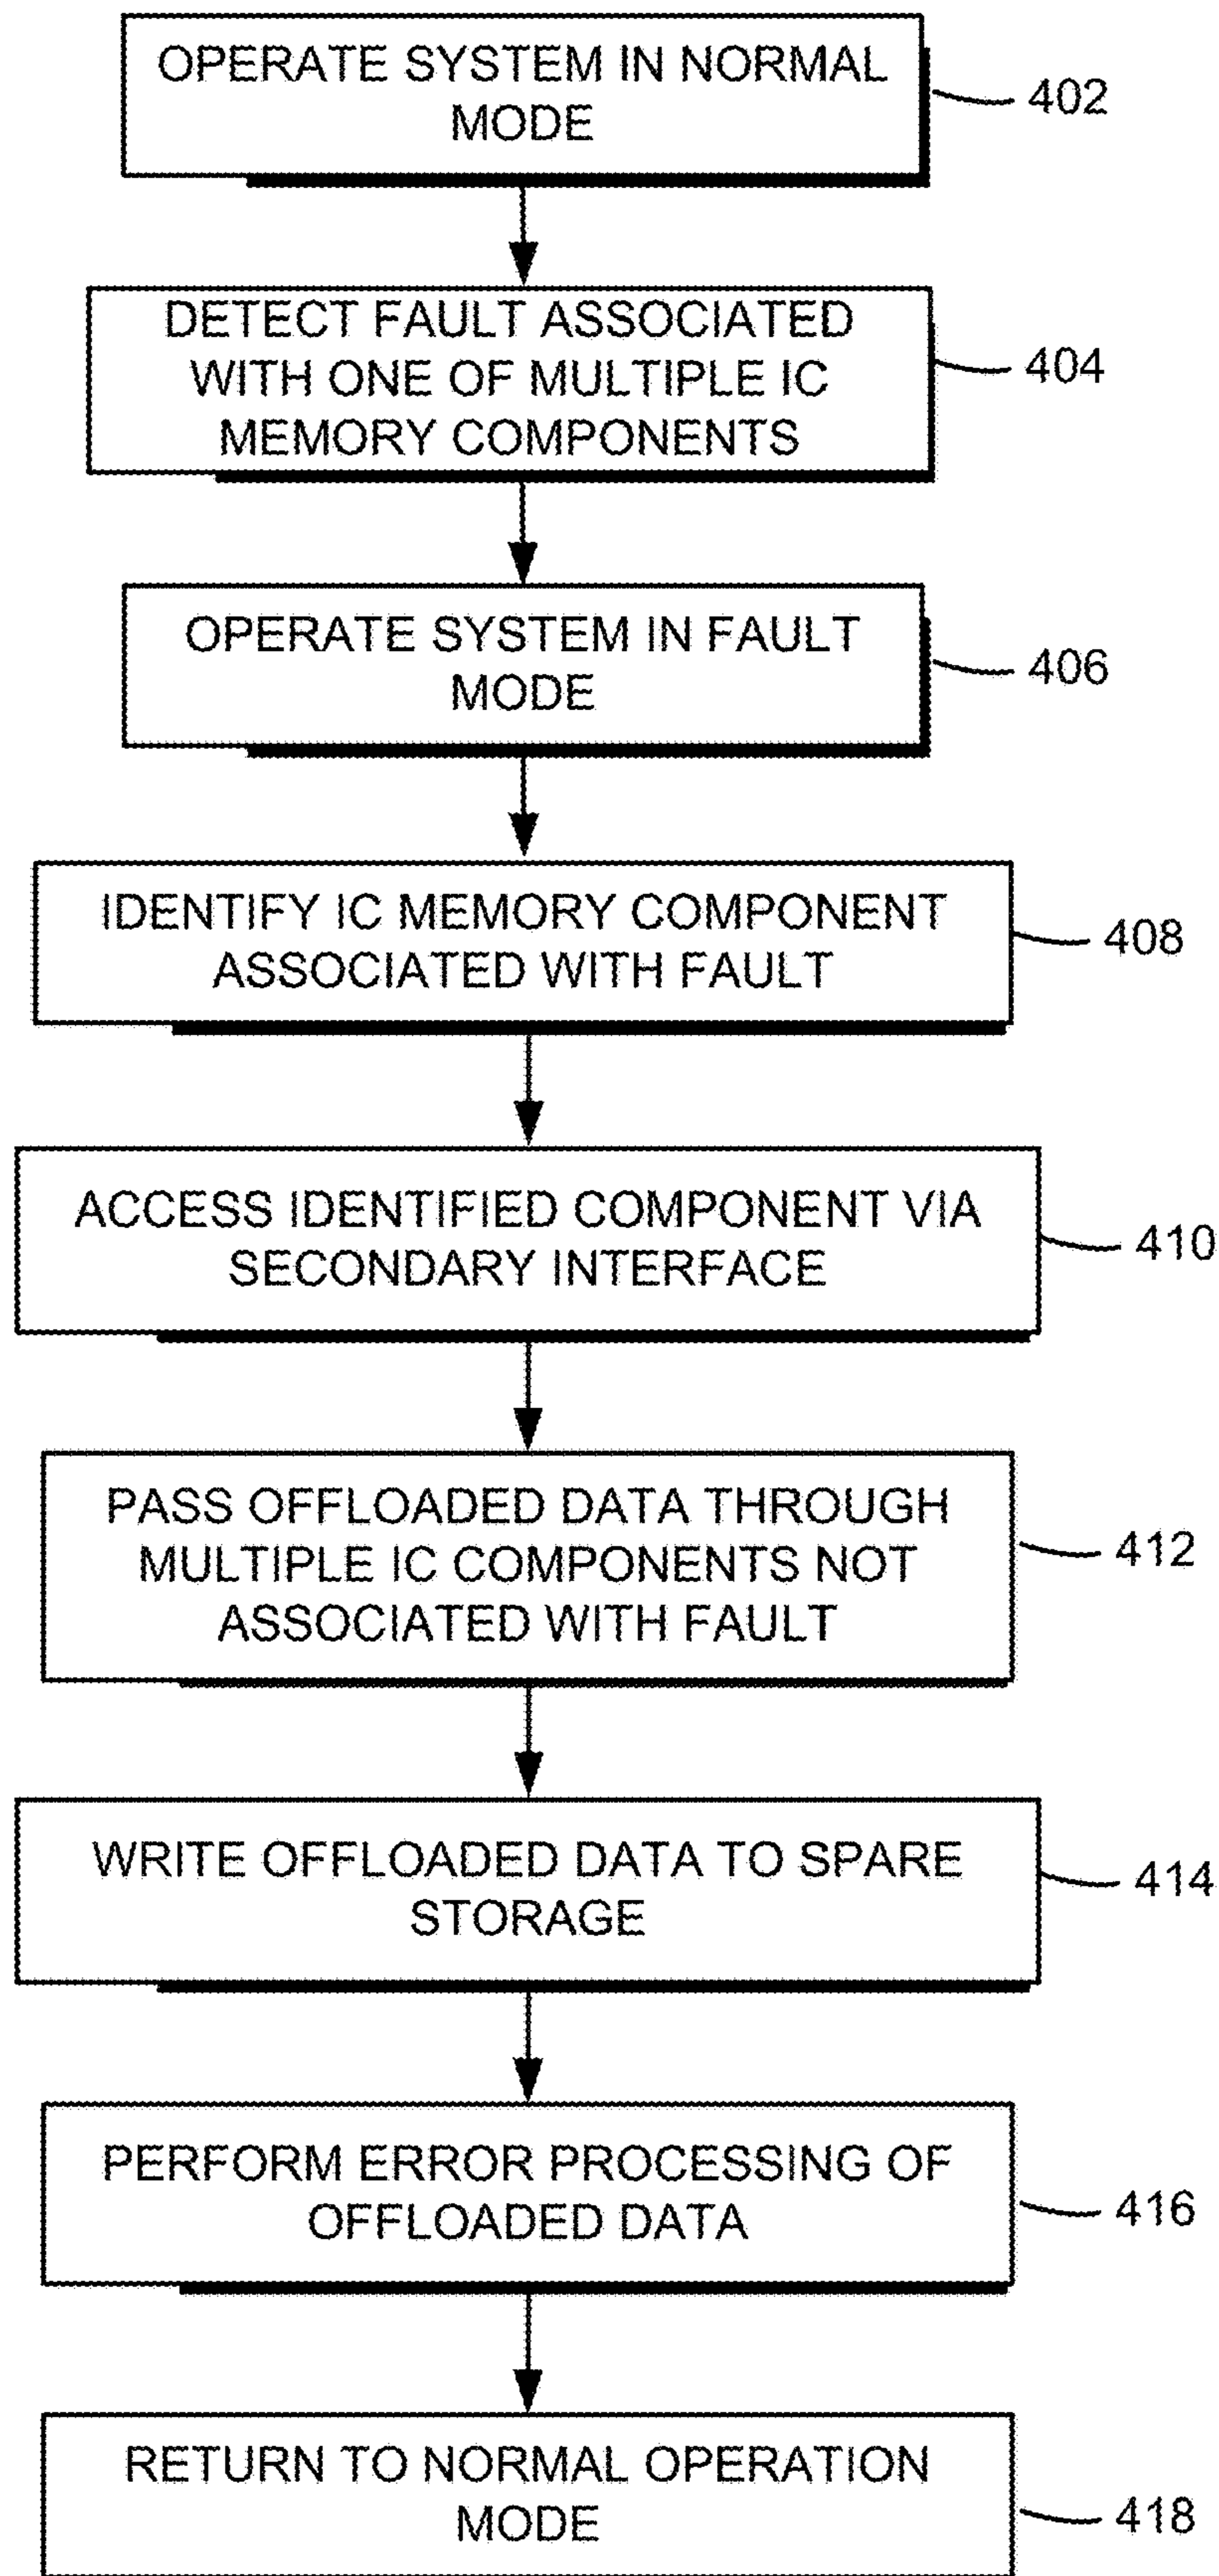 OPERATE SYSTEM IN NORMAL
MODE
402
DETECT FAULT ASSOCIATED
WITH ONE OF MULTIPLE IC
MEMORY COMPONENTS
404
OPERATE SYSTEM IN FAULT
MODE
406
IDENTIFY IC MEMORY COMPONENT
ASSOCIATED WITH FAULT
408
ACCESS IDENTIFIED COMPONENT VIA
SECONDARY INTERFACE
410
PASS OFFLOADED DATA THROUGH
MULTIPLE IC COMPONENTS NOT
ASSOCIATED WITH FAULT
412
WRITE OFFLOADED DATA TO SPARE
STORAGE
414
PERFORM ERROR PROCESSING OF
OFFLOADED DATA
416
RETURN TO NORMAL OPERATION
MODE
418